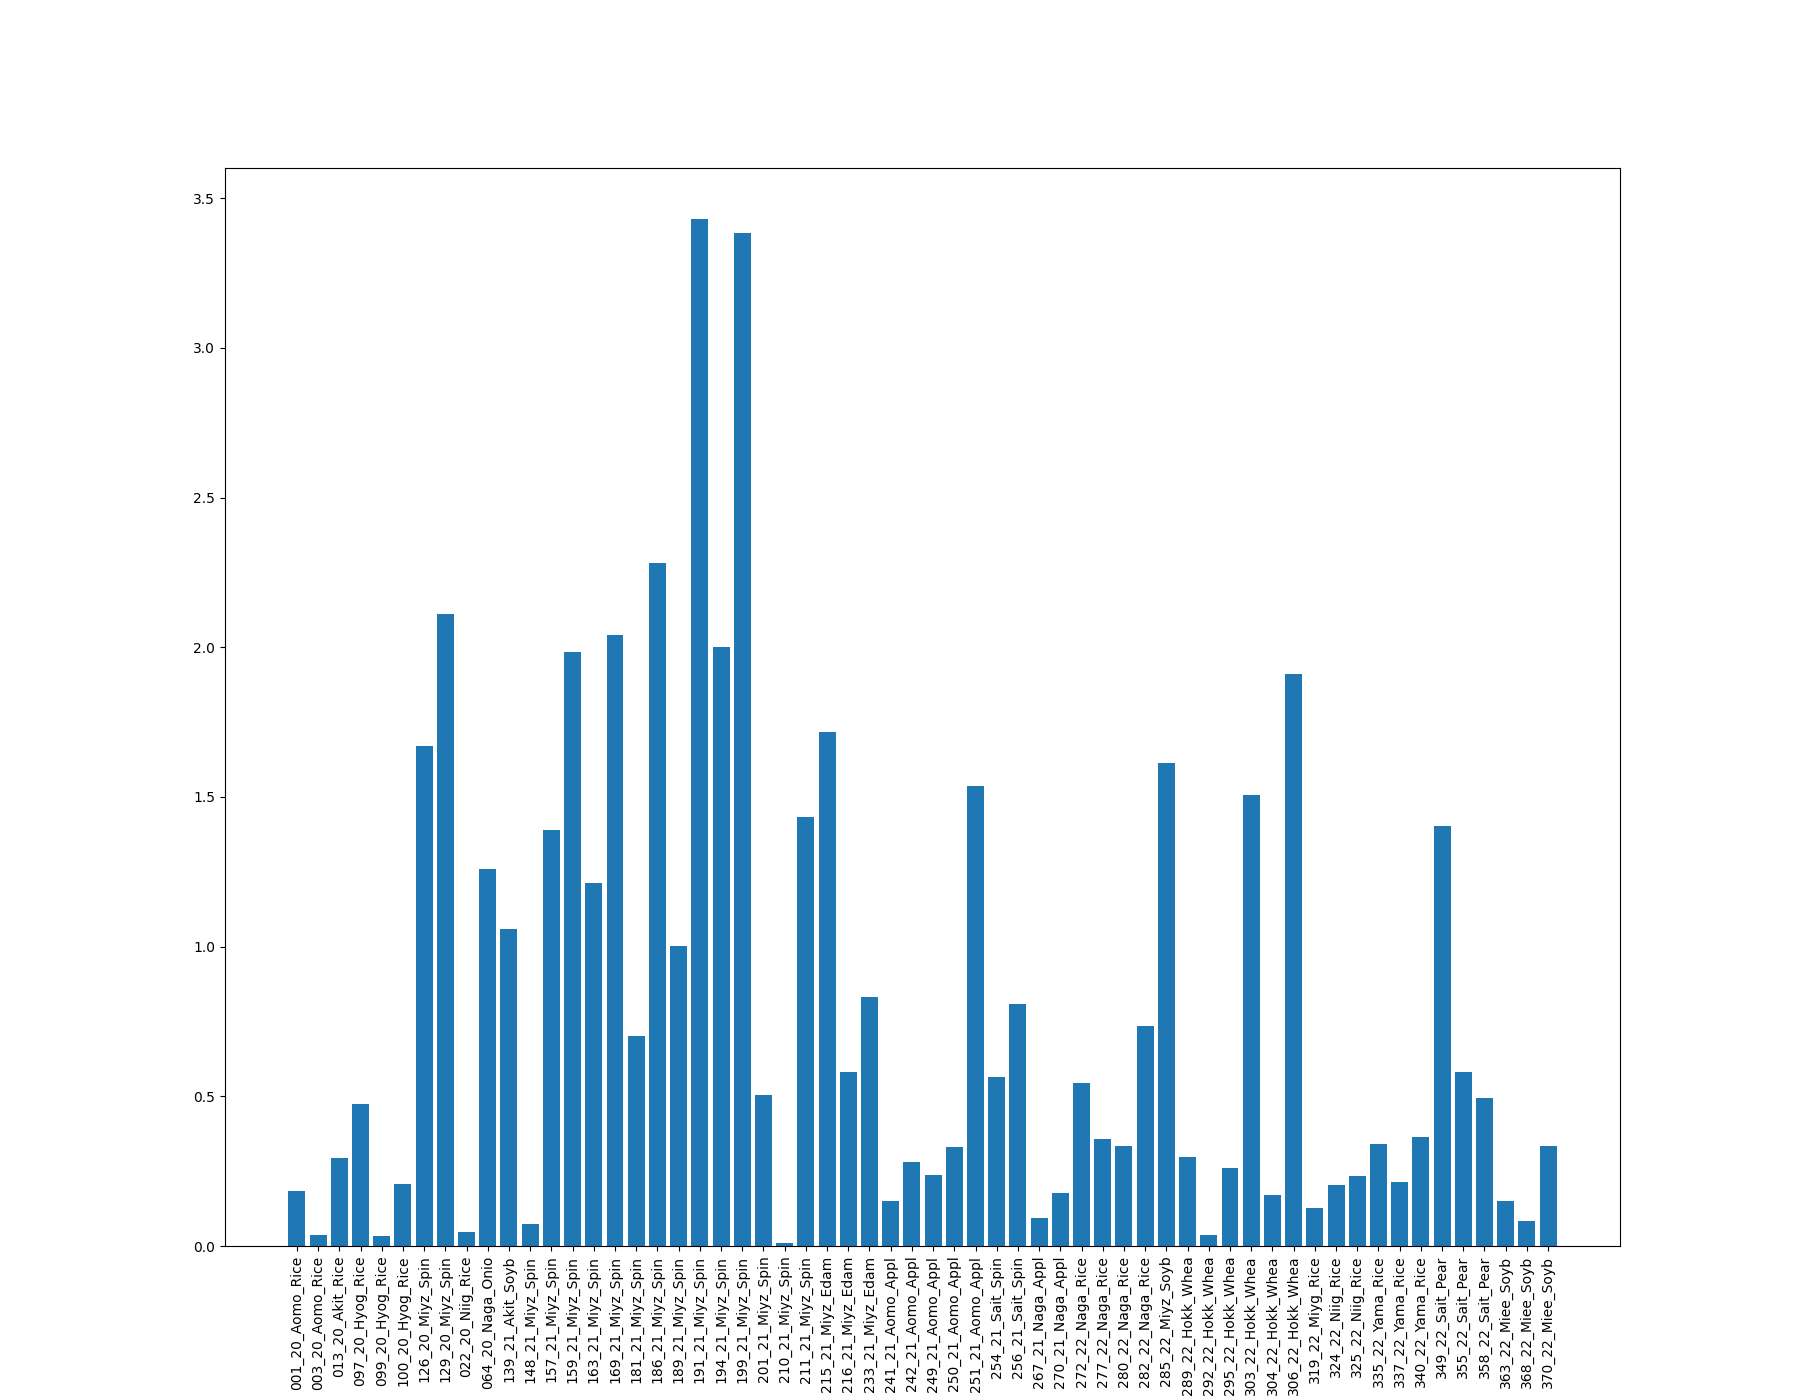 3.5
3.0
2.5
2.0
1.5
1.0
0.5
0.0
001_20_Aomo_Rice
003_20_Aomo_Rice
013_20_Akit_Rice
097_20_Hyog_Rice
099_20_Hyog_Rice
100_20_Hyog_Rice
126_20_Miyz_Spin
129_20_Miyz_Spin
022_20_Niig_Rice
064_20_Naga_Onio
139_21_Akit_Soyb
148_21_Miyz_Spin
157_21_Miyz_Spin
159_21_Miyz_Spin
163_21_Miyz_Spin
169_21_Miyz_Spin
181_21_Miyz_Spin
186_21_Miyz_Spin
189_21_Miyz_Spin
191_21_Miyz_Spin
194_21_Miyz_Spin
199_21_Miyz_Spin
201_21_Miyz_Spin
210_21_Miyz_Spin
211_21_Miyz_Spin
215_21_Miyz_Edam
216_21_Miyz_Edam
233_21_Miyz_Edam
241_21_Aomo_Appl
242_21_Aomo_Appl
249_21_Aomo_Appl
250_21_Aomo_Appl
251_21_Aomo_Appl
254_21_Sait_Spin
256_21_Sait_Spin
267_21_Naga_Appl
270_21_Naga_Appl
272_22_Naga_Rice
277_22_Naga_Rice
280_22_Naga_Rice
282_22_Naga_Rice
285_22_Miyz_Soyb
289_22_Hokk_Whea
292_22_Hokk_Whea
295_22_Hokk_Whea
303_22_Hokk_Whea
304_22_Hokk_Whea
306_22_Hokk_Whea
319_22_Miyg_Rice
324_22_Niig_Rice
325_22_Niig_Rice
335_22_Yama_Rice
337_22_Yama_Rice
340_22_Yama_Rice
349_22_Sait_Pear
355_22_Sait_Pear
358_22_Sait_Pear
363_22_Miee_Soyb
368_22_Miee_Soyb
370_22_Miee_Soyb